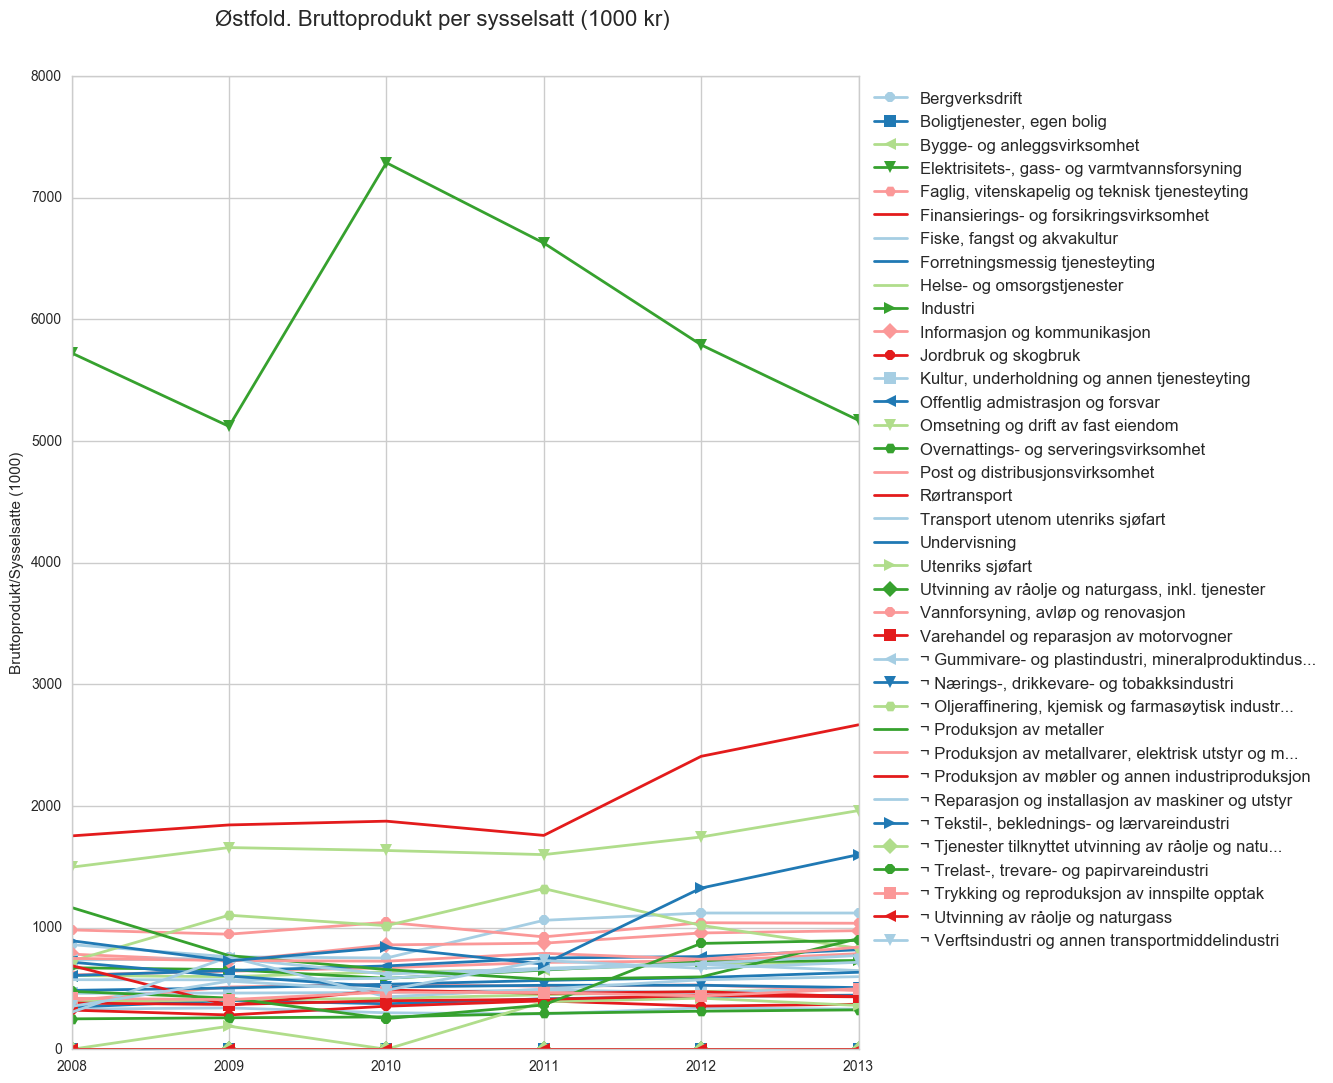 Østfold. Bruttoprodukt per sysselsatt (1000 kr)
8000
7000
6000
5000
4000
3000
2000
1000
0
Bruttoprodukt/Sysselsatte (1000)
2008
2009
2010
2011
2012
2013
Bergverksdrift
Boligtjenester, egen bolig
Bygge- og anleggsvirksomhet
Elektrisitets-, gass- og varmtvannsforsyning
Faglig, vitenskapelig og teknisk tjenesteyting
Finansierings- og forsikringsvirksomhet
Fiske, fangst og akvakultur
Forretningsmessig tjenesteyting
Helse- og omsorgstjenester
Industri
Informasjon og kommunikasjon
Jordbruk og skogbruk
Kultur, underholdning og annen tjenesteyting
Offentlig admistrasjon og forsvar
Omsetning og drift av fast eiendom
Overnattings- og serveringsvirksomhet
Post og distribusjonsvirksomhet
Rørtransport
Transport utenom utenriks sjøfart
Undervisning
Utenriks sjøfart
Utvinning av råolje og naturgass, inkl. tjenester
Vannforsyning, avløp og renovasjon
Varehandel og reparasjon av motorvogner
¬ Gummivare- og plastindustri, mineralproduktindus...
¬ Nærings-, drikkevare- og tobakksindustri
¬ Oljeraffinering, kjemisk og farmasøytisk industr...
¬ Produksjon av metaller
¬ Produksjon av metallvarer, elektrisk utstyr og m...
¬ Produksjon av møbler og annen industriproduksjon
¬ Reparasjon og installasjon av maskiner og utstyr
¬ Tekstil-, beklednings- og lærvareindustri
¬ Tjenester tilknyttet utvinning av råolje og natu...
¬ Trelast-, trevare- og papirvareindustri
¬ Trykking og reproduksjon av innspilte opptak
¬ Utvinning av råolje og naturgass
¬ Verftsindustri og annen transportmiddelindustri